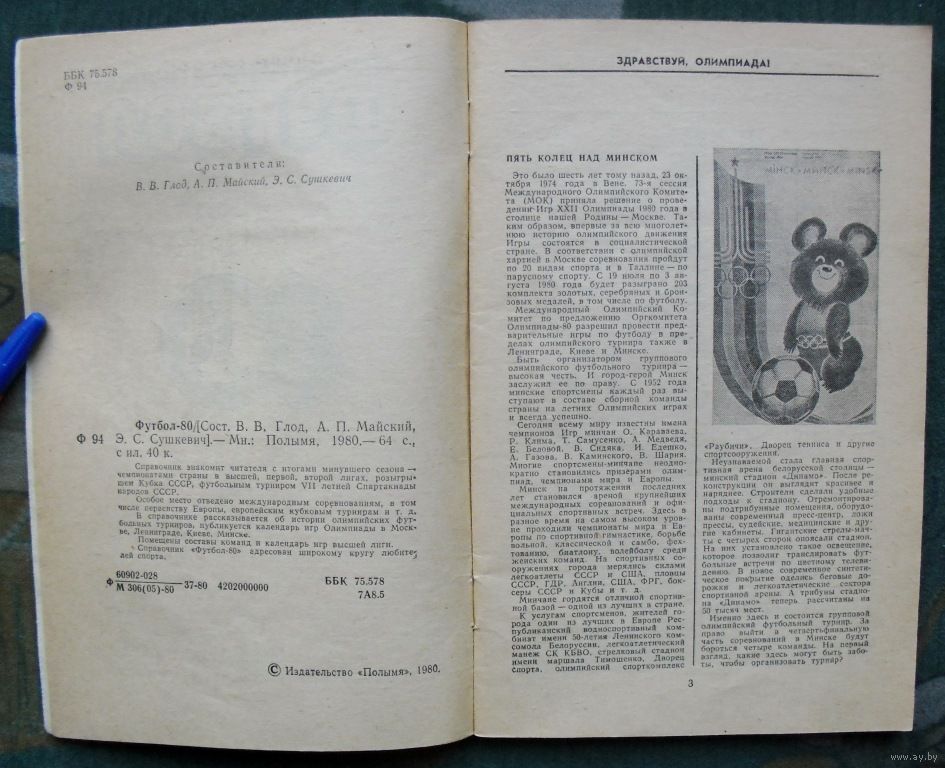 ББК 75.578
Ф 94
Составители:
В. В. Глод, А. П. Майский, Э. С. Сушкевич
Футбол-80/[Сост. В. В. Глод, А. П. Майский,
Ф 94 Э. С. Сушкевич].— Мн.: Полымя, 1980.— 64 с.,
с ил. 40 к.
Справочник знакомит читателя с итогами минувшего сезона —
чемпионатами страны в высшей, первой, второй лигах, розыгры-
шем Кубка СССР, футбольным турниром VII летней Спартакиады
народов СССР.
Особое место отведено международным соревнованиям, в том
числе первенству Европы, европейским кубковым турнирам и т. д.
В справочнике рассказывается об истории олимпийских фут-
больных турниров, публикуется календарь игр Олимпиады в Моск-
ве, Ленинграде, Киеве, Минске.
Помещены составы команд и календарь игр высшей лиги.
Справочник «Футбол-80» адресован широкому кругу любите-
лей спорта.
Ф 60902-028
М 306(05)-80 37-80 4202000000
ББК 75.578
7А8.5
© Издательство «Полымя», 1980.
ЗДРАВСТВУЙ, ОЛИМПИАДА!
ПЯТЬ КОЛЕЦ НАД МИНСКОМ
Это было шесть лет тому назад, 23 ок-
тября 1974 года в Вене. 73-я сессия
Международного Олимпийского Комите-
та (МОК) приняла решение о прове-
дении Игр XXII Олимпиады 1980 года в
столице нашей Родины — Москве. Та-
ким образом, впервые за всю многолет-
нюю историю олимпийского движения
Игры состоятся в социалистической
стране. В соответствии с олимпийской
хартией в Москве соревнования пройдут
по 20 видам спорта и в Таллине — по
парусному спорту. С 19 июля по 3 ав-
густа 1980 года будет разыграно 203
комплекта золотых, серебряных и брон-
зовых медалей, в том числе по футболу.
Международный Олимпийский Ко-
митет по предложению Оргкомитета
Олимпиады-80 разрешил провести пред-
варительные игры по футболу в пре-
делах олимпийского турнира также в
Ленинграде, Киеве и Минске.
Быть организатором группового
олимпийского футбольного турнира —
высокая честь. И город-герой Минск
заслужил ее по праву. С 1952 года
минские спортсмены каждый раз вы-
ступают в составе сборной команды
страны на летних Олимпийских играх
и всегда успешно.
Сегодня всему миру известны имена
чемпионов Игр минчан О. Караваева,
Р. Клима, Т. Самусенко, А. Медведя,
Е. Беловой, В. Сидяка, И. Едешко,
А. Газова, В. Каминского, В. Шария.
Многие спортсмены-минчане неодно-
кратно становились призёрами олим-
пиад, чемпионами мира и Европы.
Минск на протяжении последних
лет становился ареной крупнейших
международных соревнований и офи-
циальных спортивных встреч. Здесь в
разное время на самом высоком уров-
не проходили чемпионаты мира и Ев-
ропы по спортивной гимнастике, борьбе
вольной, классической и самбо, фех-
тованию, биатлону, волейболу среди
женских команд. На спортивных со-
оружениях города мерялись силами
легкоатлеты СССР и США, пловцы
СССР, ГДР, Англии, США, ФРГ, бок-
серы СССР и Кубы и т. д.
Минчане гордятся отличной спортив-
ной базой — одной из лучших в стране.
К услугам спортсменов, жителей го-
рода один из лучших в Европе Рес-
публиканский водноспортивный ком-
бинат имени 50-летия Ленинского ком-
сомола Белоруссии, легкоатлетический
манеж СК КБВО, стрелковый стадион
имени маршала Тимошенко, Дворец
спорта, олимпийский спорткомплекс
МІНСК МИНСК MINSK
«Раубичи», Дворец тенниса и другие
спортсооружения.
Неузнаваемой стала главная спор-
тивная арена белорусской столицы —
минский стадион «Динамо». После ре-
конструкции он выглядит красивее и
наряднее. Строители сделали удобные
подходы к стадиону. Отремонтирова-
ны подтрибунные помещения, оборудо-
ваны современный пресс-центр, ложи
прессы, судейские, медицинские и дру-
гие кабинеты. Гигантские стрелы-мач-
ты с четырех сторон опоясали стадион.
На них установлено такое освещение,
которое позволит транслировать фут-
больные встречи по цветному телеви-
дению. В новое современное синтети-
ческое покрытие оделись беговые до-
рожки и легкоатлетические сектора
спортивной арены. А трибуны стадио-
на «Динамо» теперь рассчитаны на
50 тысяч мест.
Именно здесь и состоится групповой
олимпийский футбольный турнир. За
право выйти в четвертьфинальную
часть соревнований в Минске будут
бороться четыре команды. На первый
взгляд, какие здесь могут быть забо-
ты, чтобы организовать турнир?
3
www.ay.by